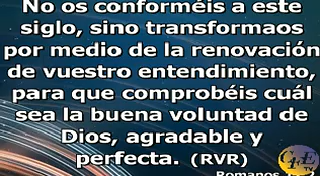 No os conforméis a este
siglo, sino transformaos
por medio de la renovación
de vuestro entendimiento,
para que comprobéis cuál
sea la buena voluntad de
Dios, agradable y
perfecta. (RVR)
Romanos